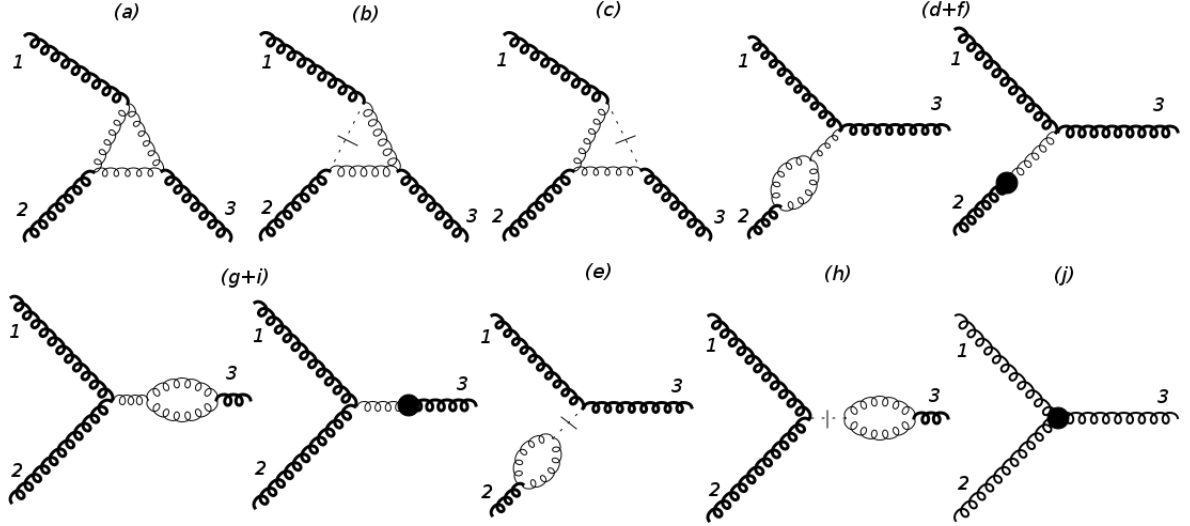 (a) (b) (c) (d+f)
1 1 1 1 3 1 3
2 3 2 3 2 3 2 2
(g+i) (e) (h) (j)
1 3 1 3 1 3 1 3 1 3
2 2 2 2 2